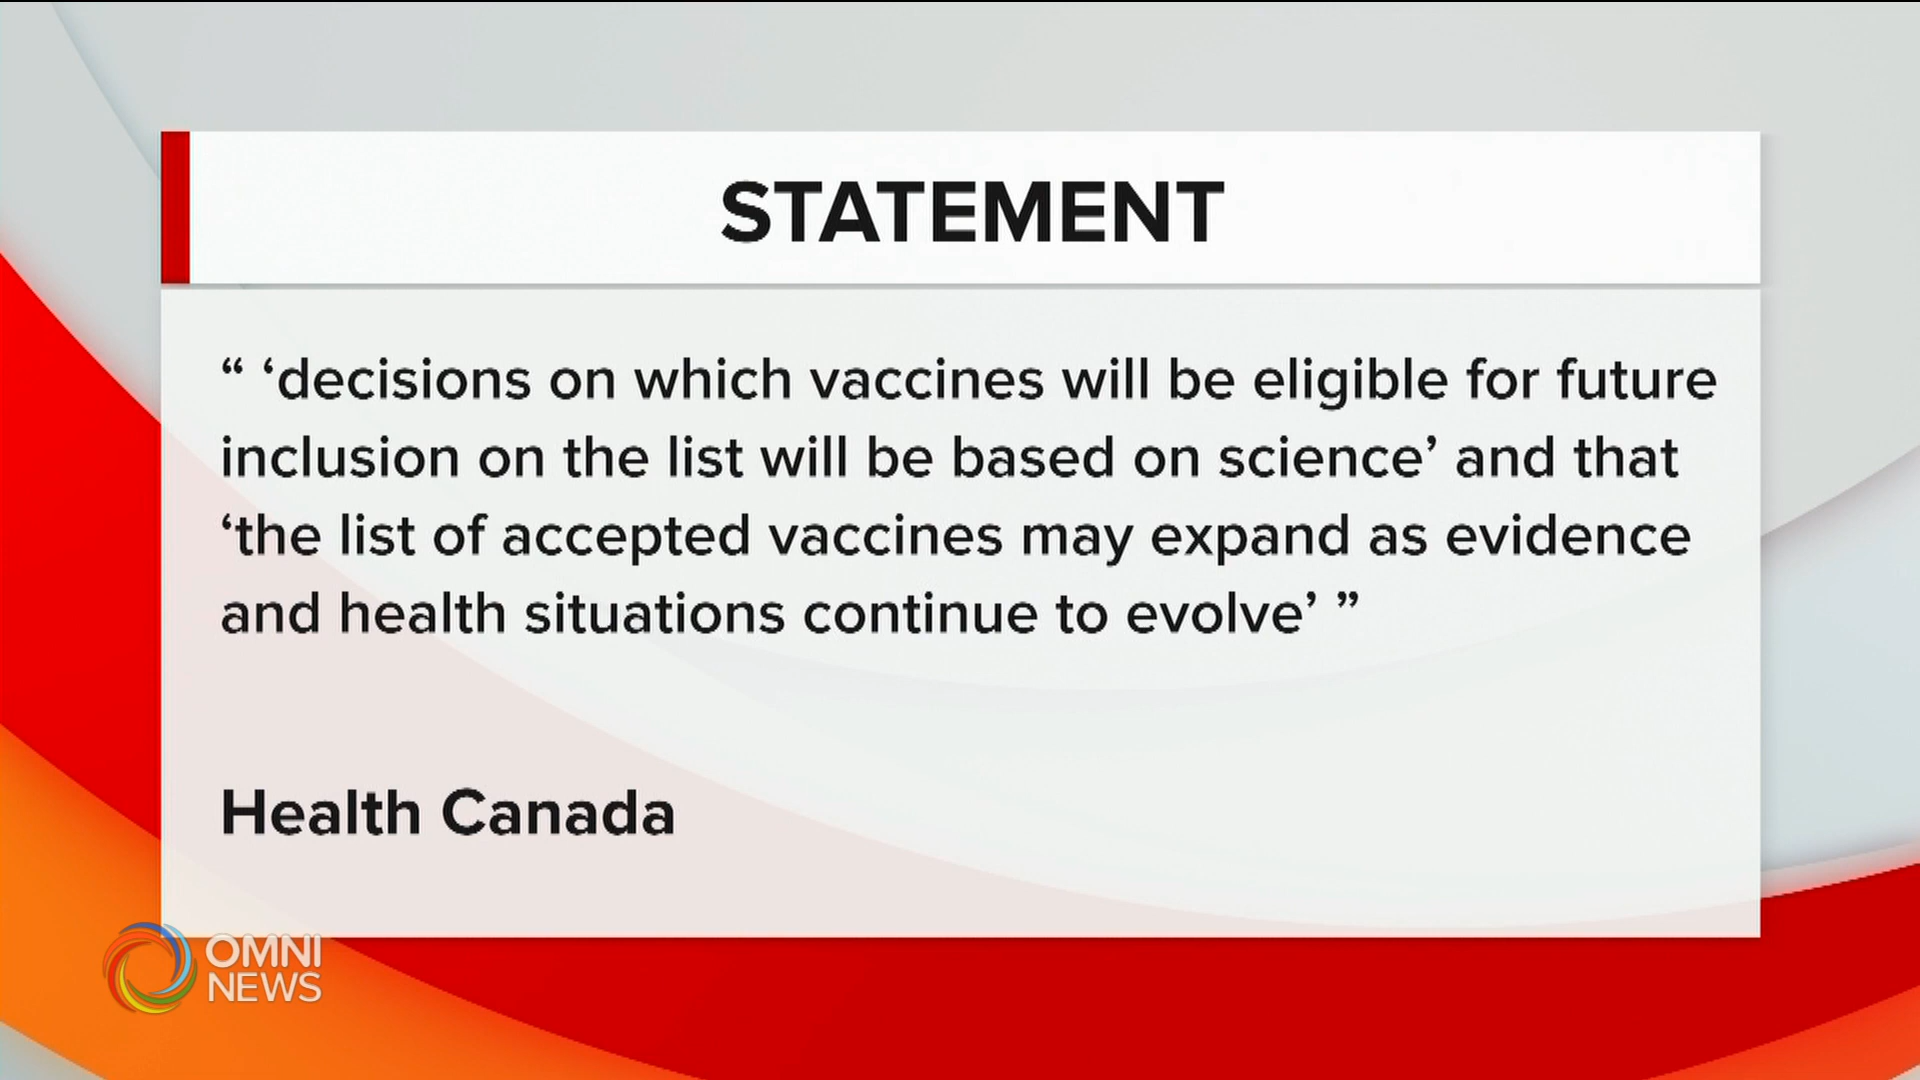 STATEMENT
“ ‘decisions on which vaccines will be eligible for future
inclusion on the list will be based on science’ and that
‘the list of accepted vaccines may expand as evidence
and health situations continue to evolve’ ”
Health Canada
OMNI
NEWS